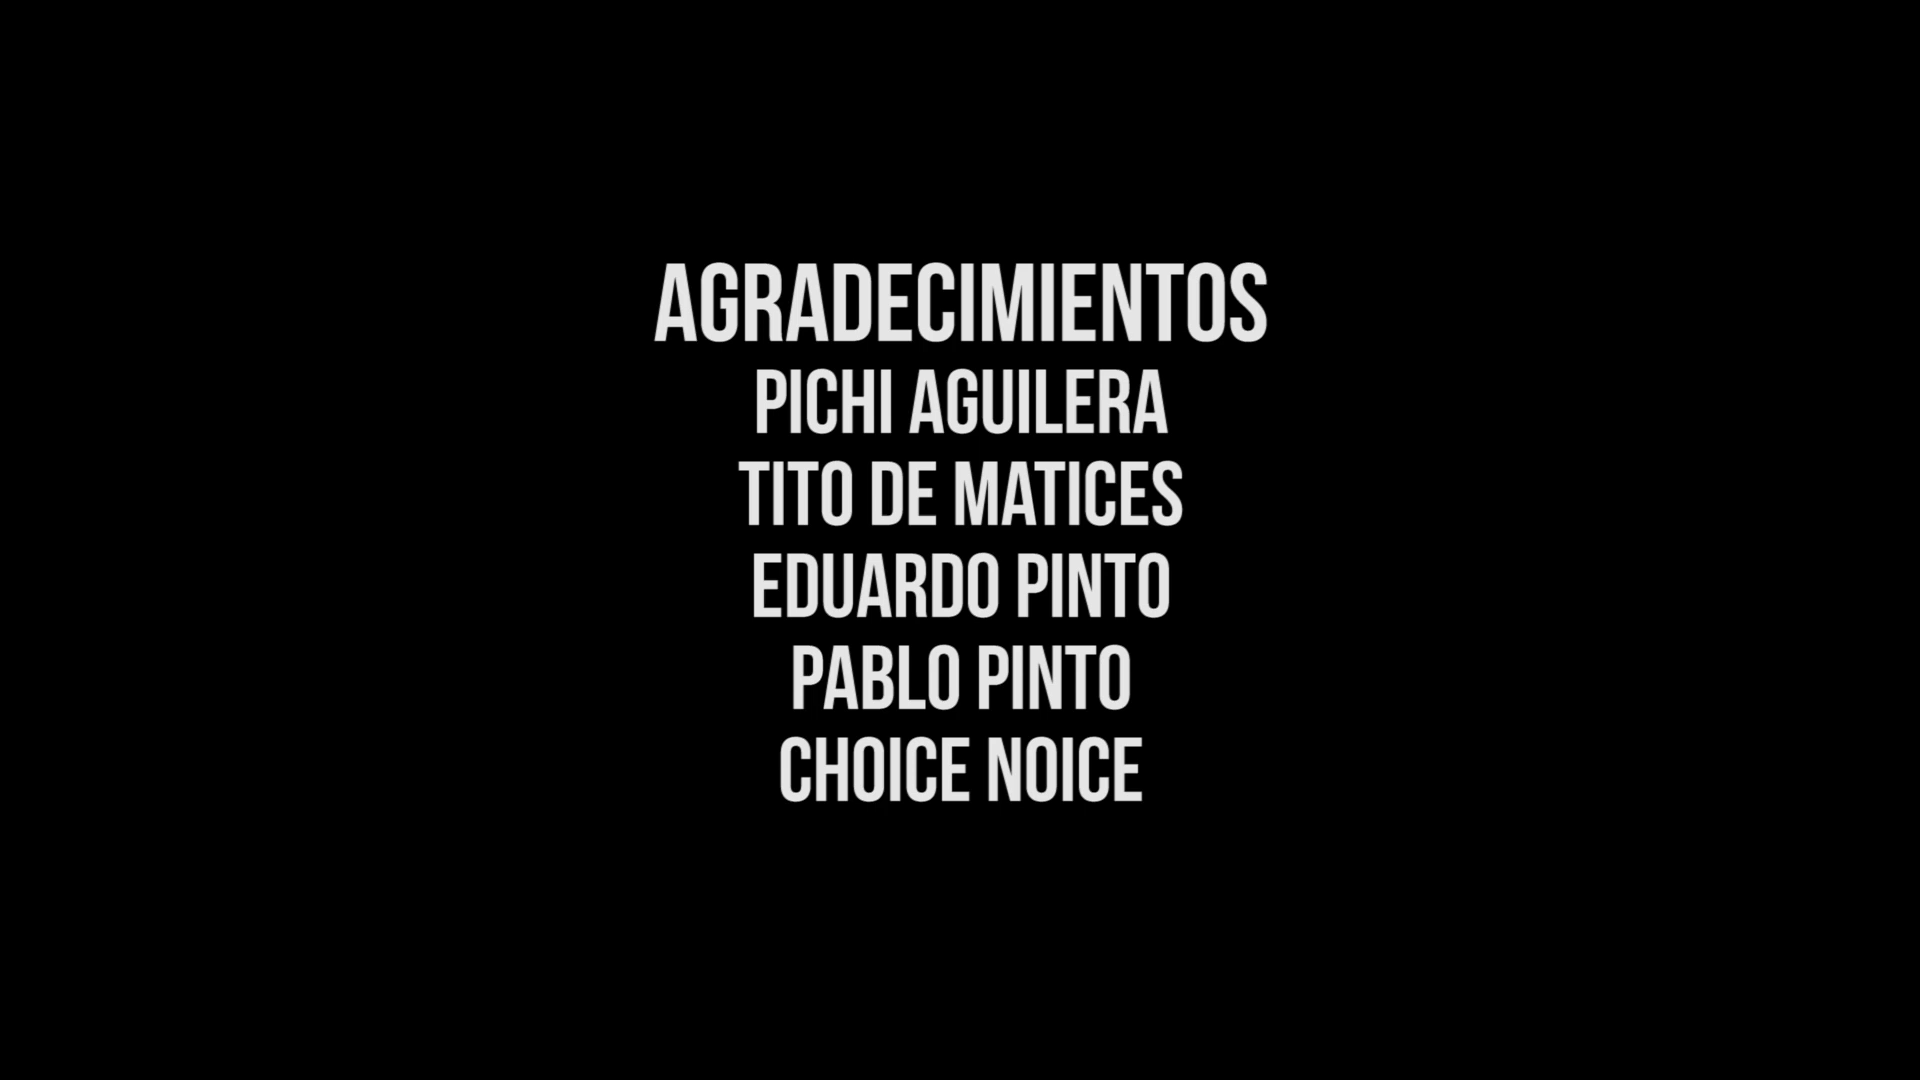 AGRADECIMIENTOS
PICHI AGUILERA
TITO DE MATICES
EDUARDO PINTO
PABLO PINTO
CHOICE NOICE